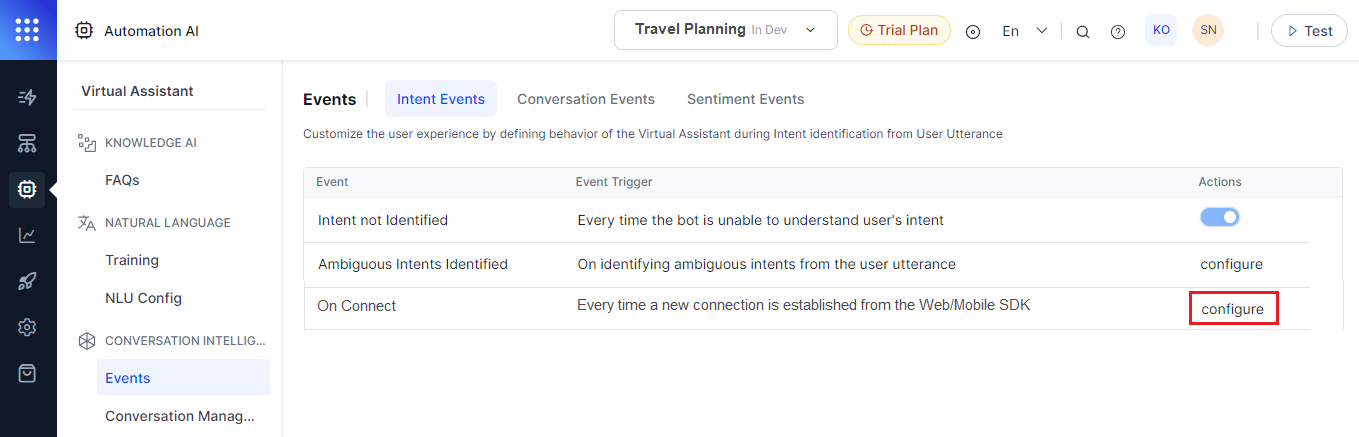 Automation AI
Travel Planning In Dev
Trial Plan
En
KO
SN
Test
Virtual Assistant
KNOWLEDGE AI
FAQs
NATURAL LANGUAGE
Training
NLU Config
CONVERSATION INTELLIG...
Events
Conversation Manag...
Events
Intent Events
Conversation Events
Sentiment Events
Customize the user experience by defining behavior of the Virtual Assistant during Intent identification from User Utterance
Event Event Trigger Actions
Intent not Identified Every time the bot is unable to understand user's intent
Ambiguous Intents Identified On identifying ambiguous intents from the user utterance configure
On Connect Every time a new connection is established from the Web/Mobile SDK configure